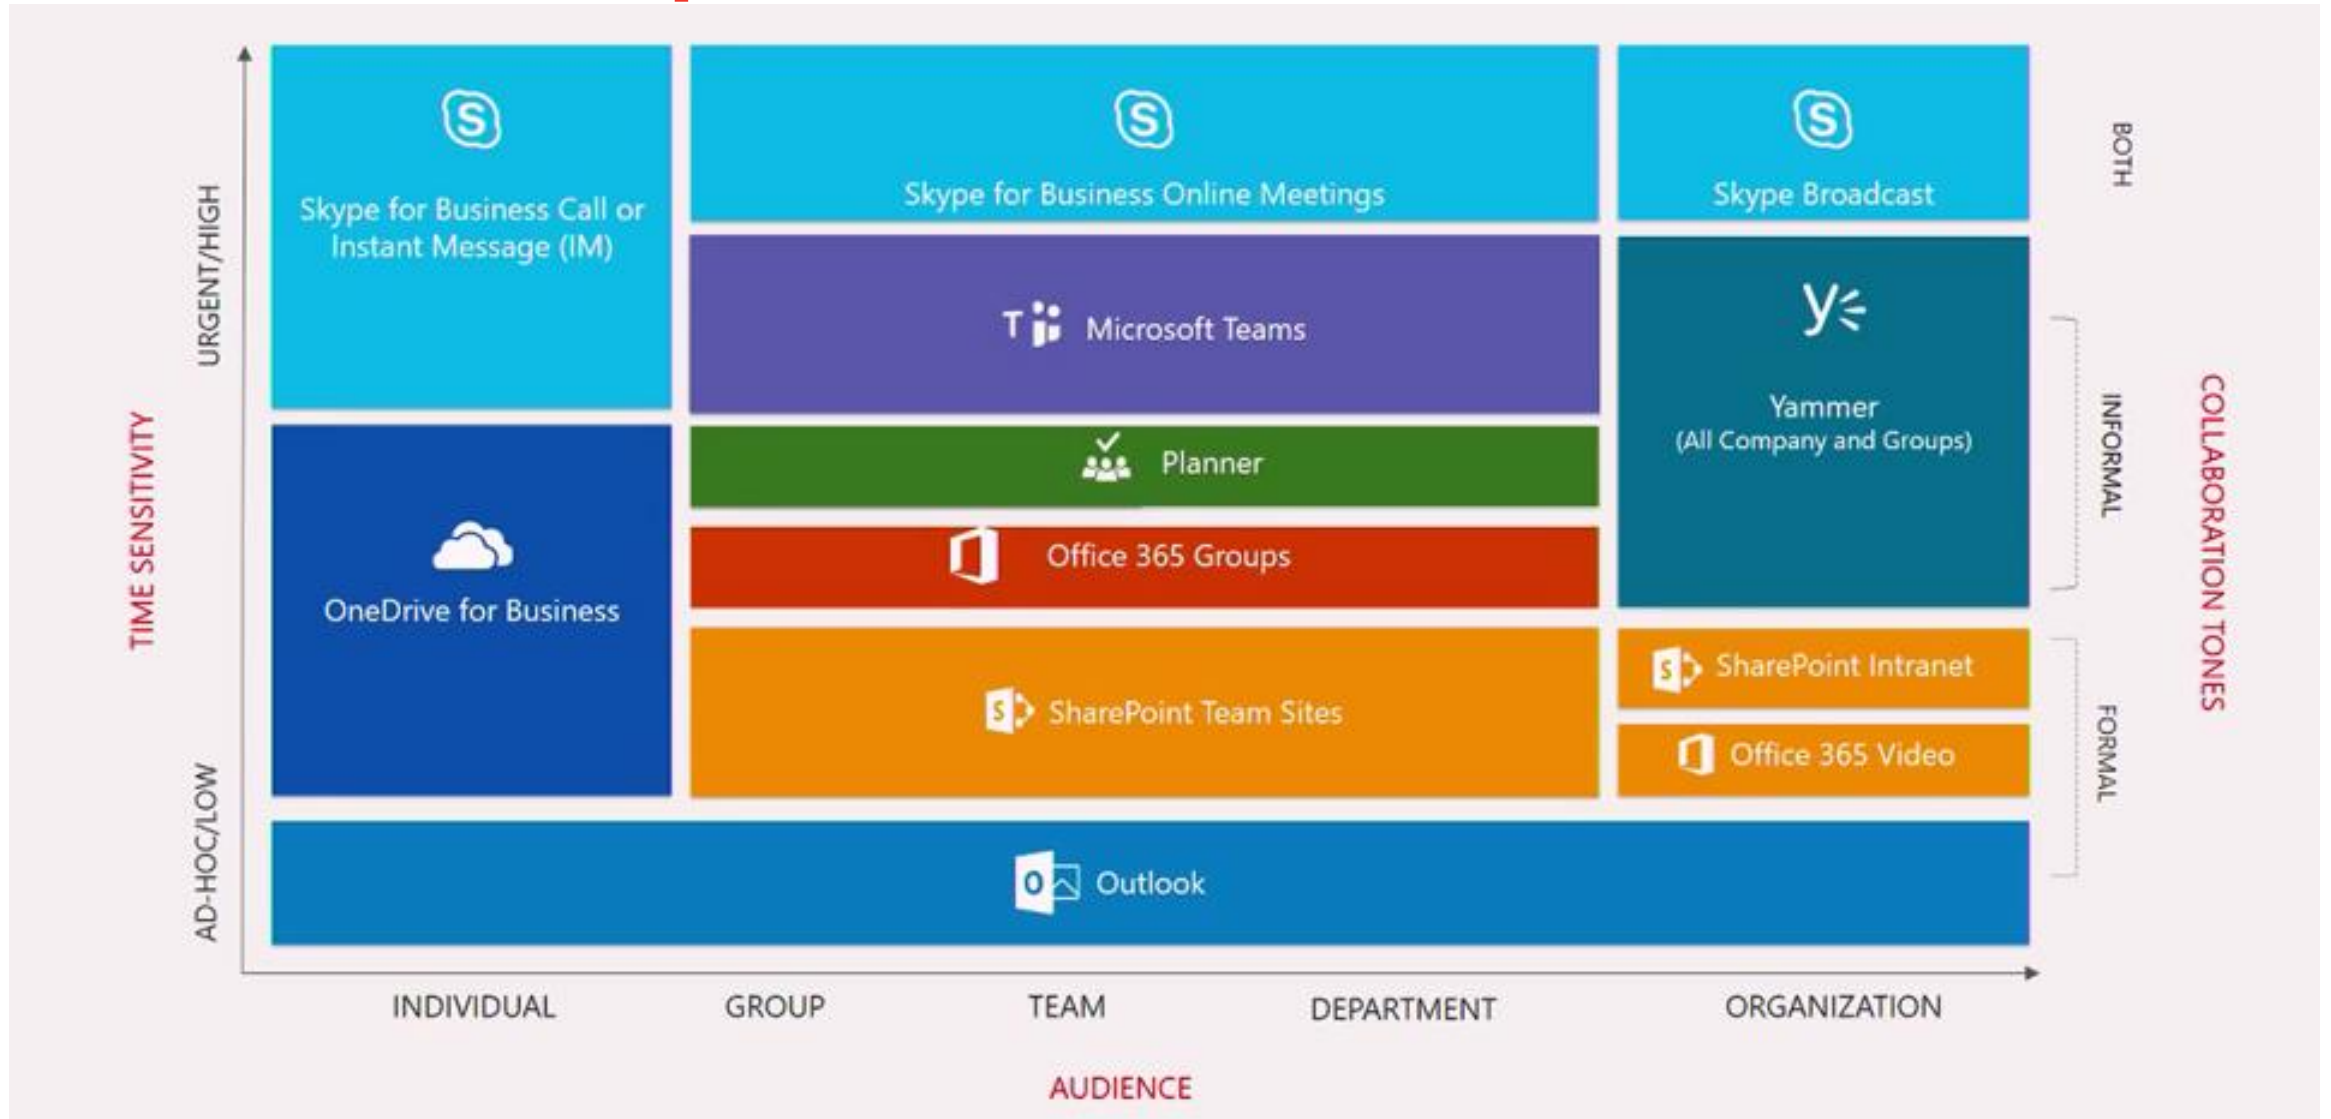 Skype for Business Call or
Instant Message (IM)
Skype for Business Online Meetings
Skype Broadcast
BOTH
URGENT/HIGH
T Microsoft Teams
Yammer
(All Company and Groups)
INFORMAL
COLLABORATION TONES
TIME SENSITIVITY
Planner
Office 365 Groups
OneDrive for Business
SharePoint Team Sites
SharePoint Intranet
Office 365 Video
FORMAL
AD-HOC/LOW
Outlook
INDIVIDUAL
GROUP
TEAM
DEPARTMENT
ORGANIZATION
AUDIENCE